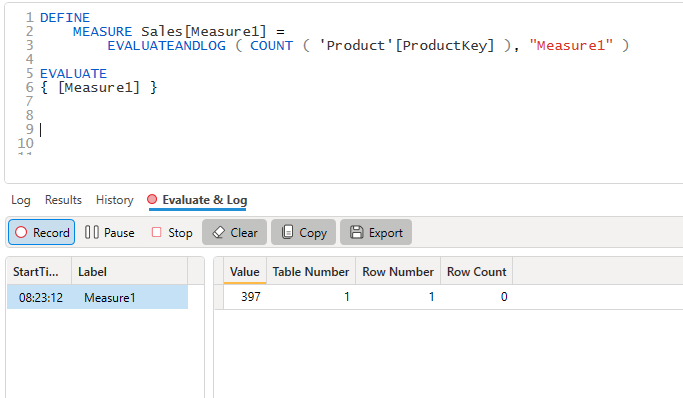 1 DEFINE
2 MEASURE Sales[Measure1] =
3 EVALUATEANDLOG ( COUNT ( 'Product'[ProductKey] ), "Measure1" )
4
5 EVALUATE
6 { [Measure1] }
7
8
9
10
Log Results History Evaluate & Log
Record Pause Stop Clear Copy Export
StartTi... Label
08:23:12 Measure1
Value Table Number Row Number Row Count
397 1 1 0